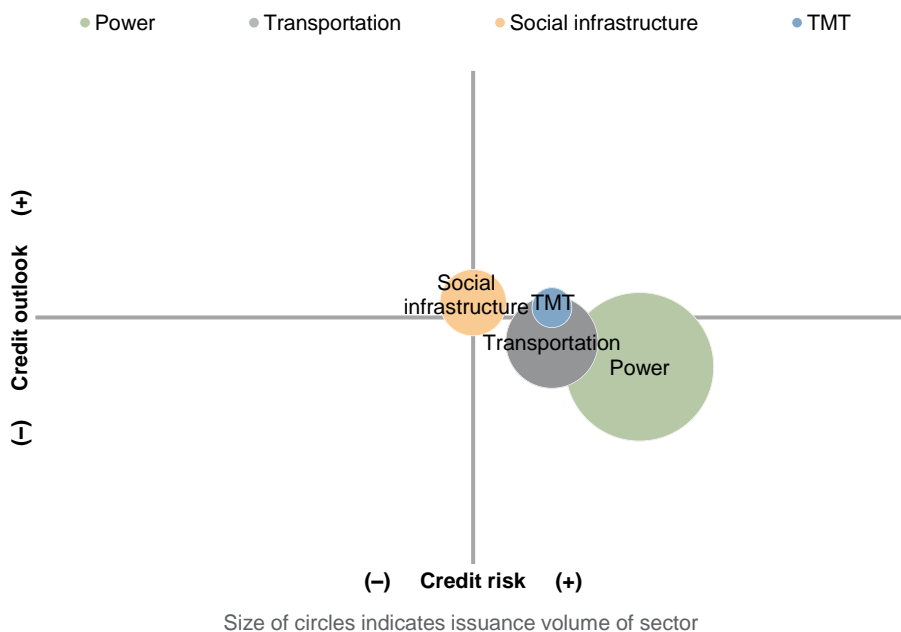 Power Transportation Social infrastructure TMT
(+)
Credit outlook
(–)
Social
infrastructure
TMT
Transportation
Power
(–) Credit risk (+)
Size of circles indicates issuance volume of sector